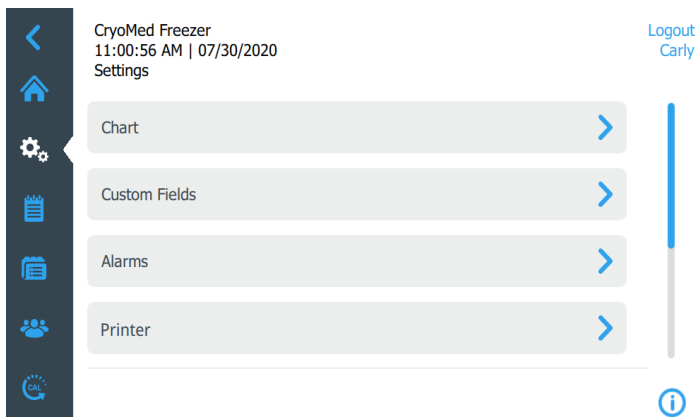 CryoMed Freezer
11:00:56 AM | 07/30/2020
Settings
Logout
Carly
Chart
Custom Fields
Alarms
Printer
CAL